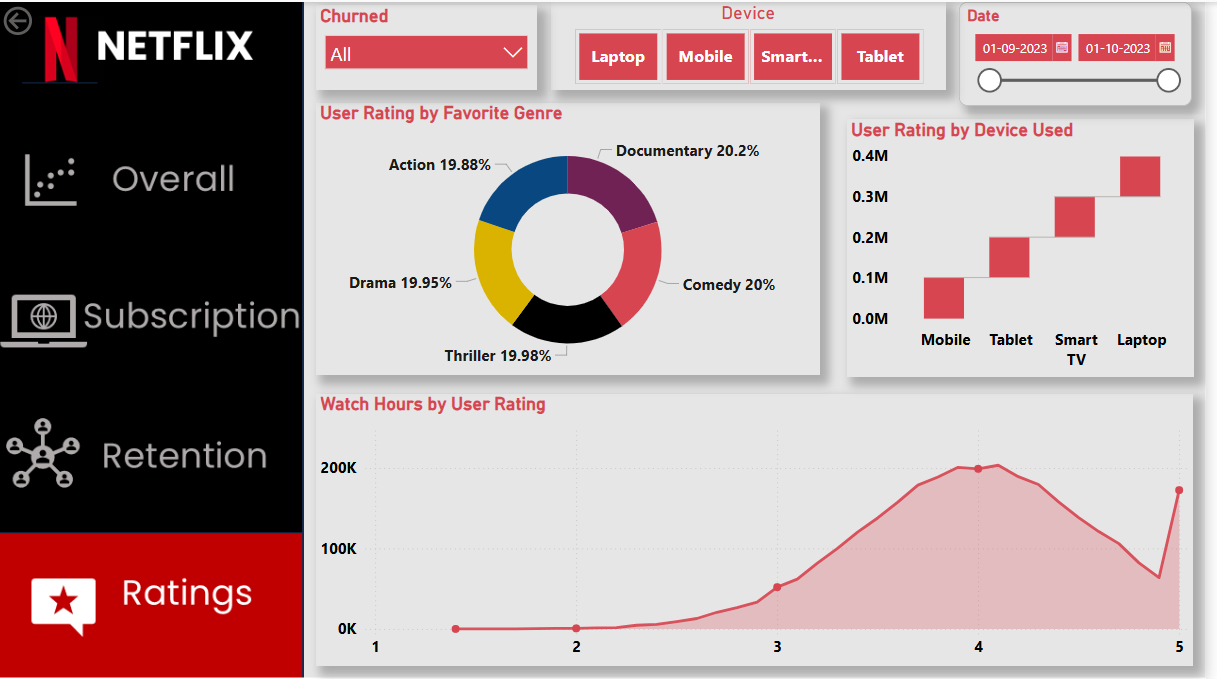 NETFLIX
Overall
Subscription
Retention
Ratings
Churned
All
Device
Laptop
Mobile
Smart...
Tablet
Date
01-09-2023
01-10-2023
User Rating by Favorite Genre
Action 19.88%
Documentary 20.2%
Drama 19.95%
Comedy 20%
Thriller 19.98%
User Rating by Device Used
0.4M
0.3M
0.2M
0.1M
0.0M
Mobile
Tablet
Smart
TV
Laptop
Watch Hours by User Rating
200K
100K
0K
1
2
3
4
5